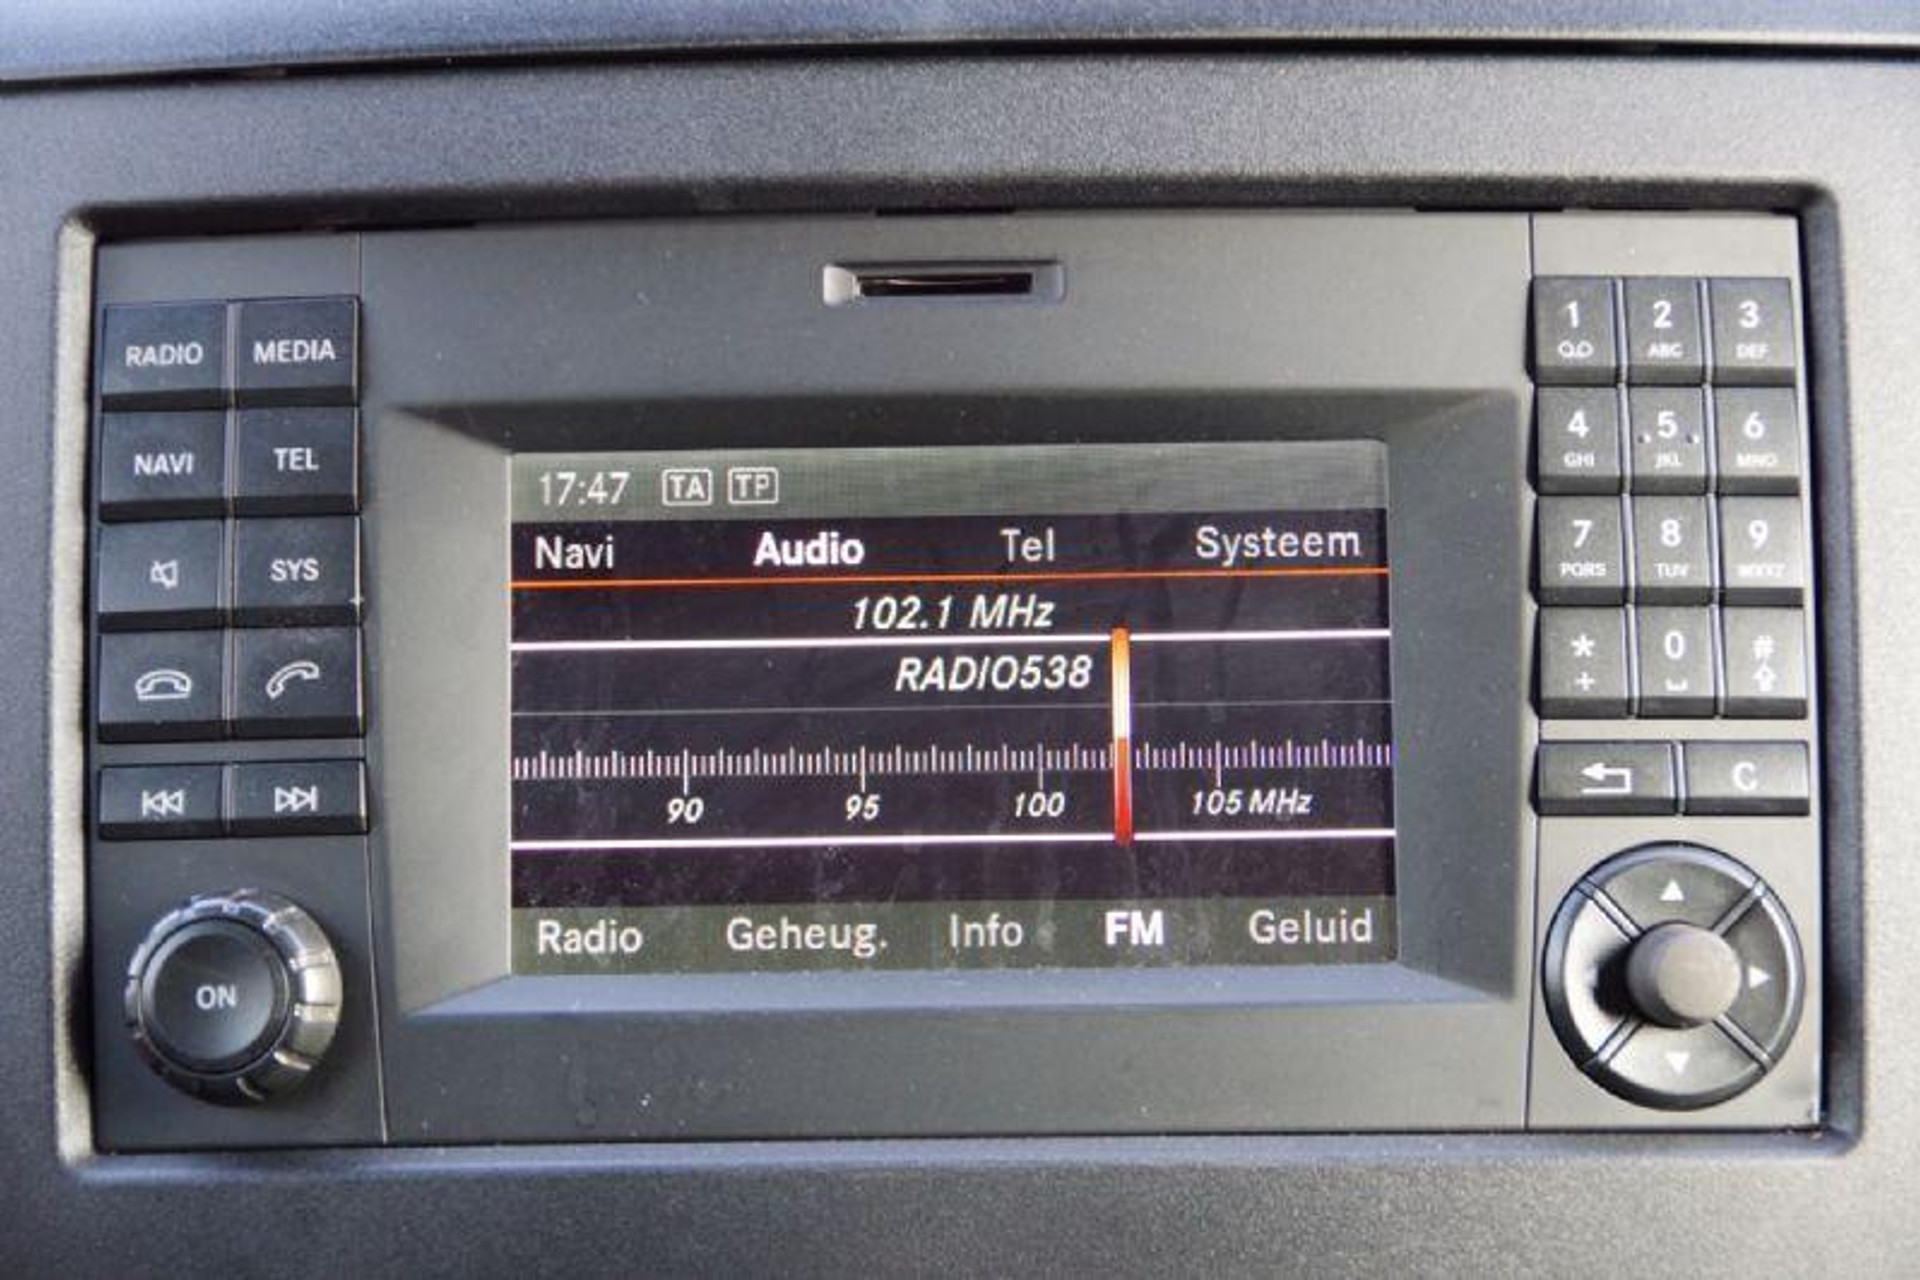 RADIO MEDIA
NAVI TEL
SYS
ON
17:47 TA TP
Navi Audio Tel Systeem
102.1 MHz
RADIO538
90 95 100 105 MHz
Radio Geheug. Info FM Geluid
1 2 3
ABC DEF
4 5 6
GHI JKL MNO
7 8 9
PQRS TUV WXYZ
* 0 #
+
C